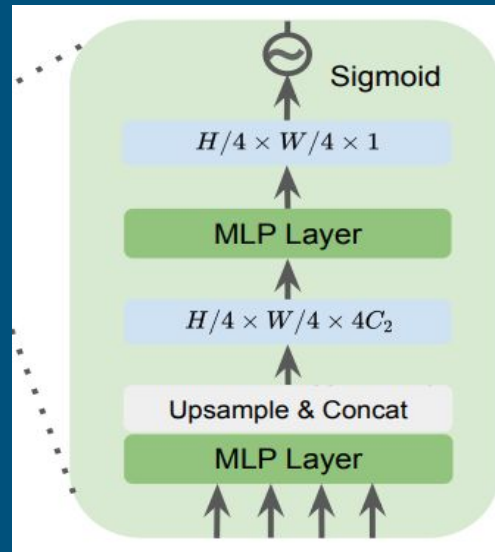 Sigmoid
H/4 × W/4 × 1
MLP Layer
H/4 × W/4 × 4C₂
Upsample & Concat
MLP Layer